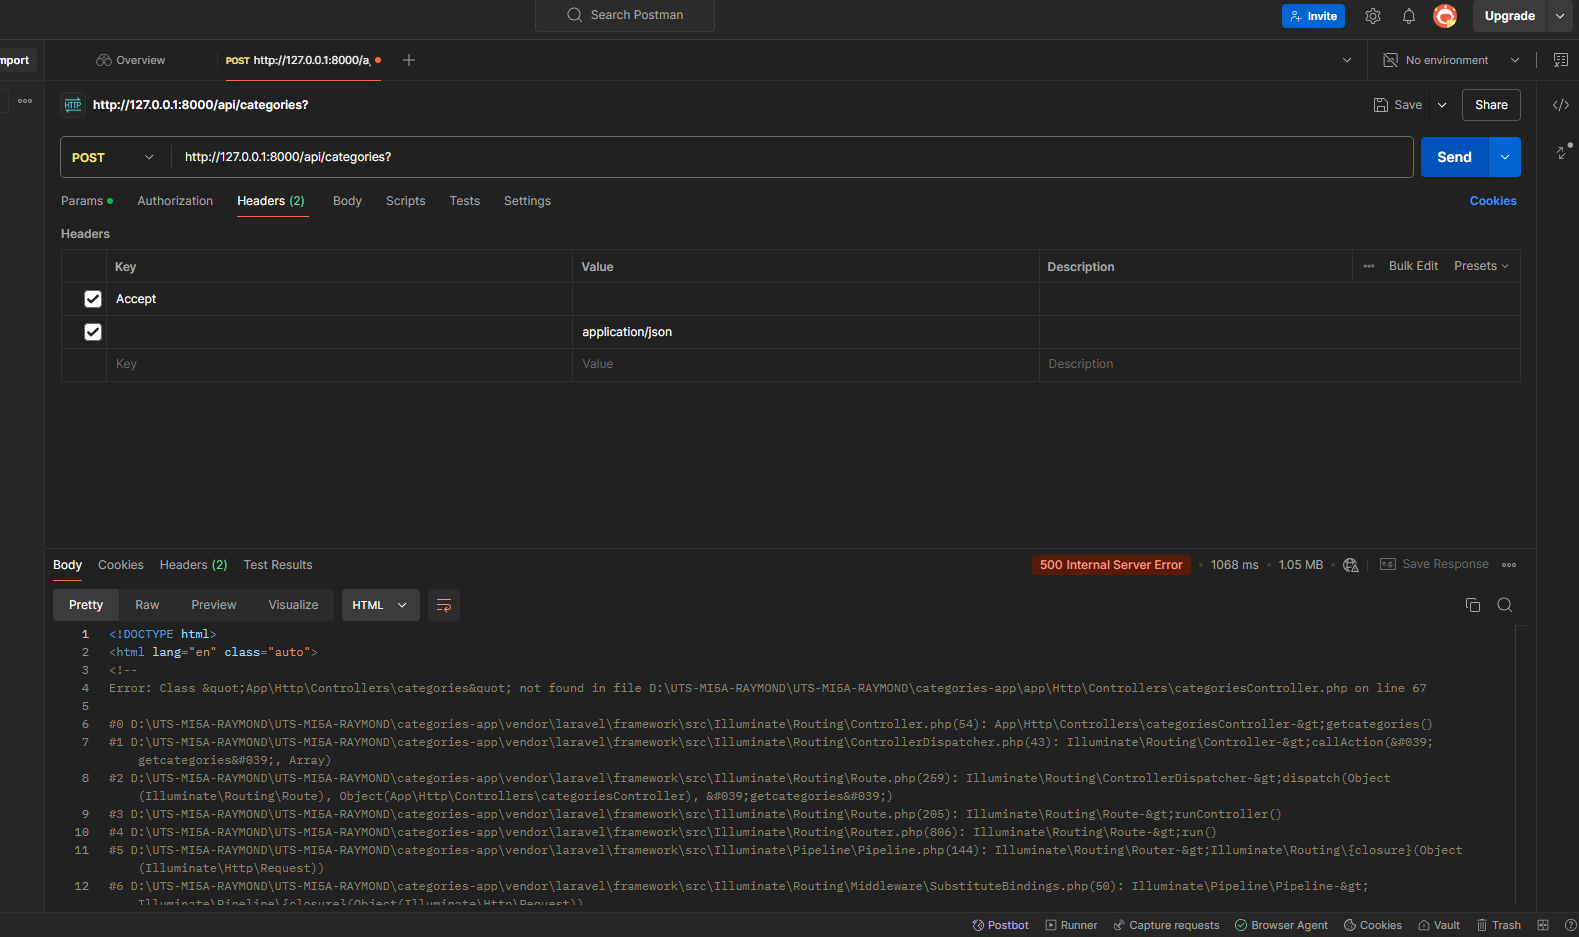 Search Postman
Invite
Upgrade
mport
Overview
POST http://127.0.0.1:8000/a
No environment
HTTP http://127.0.0.1:8000/api/categories?
Save
Share
POST
http://127.0.0.1:8000/api/categories?
Send
Params
Authorization
Headers (2)
Body
Scripts
Tests
Settings
Cookies
Headers
Key Value Description
Bulk Edit Presets
Accept
application/json
Key Value Description
Body Cookies Headers (2) Test Results
500 Internal Server Error • 1068 ms • 1.05 MB
e.g. Save Response
Pretty Raw Preview Visualize HTML
1 <!DOCTYPE html>
2 <html lang="en" class="auto">
3 <!--
4 Error: Class &quot;App\Http\Controllers\categories&quot; not found in file D:\UTS-MI5A-RAYMOND\UTS-MI5A-RAYMOND\categories-app\app\Http\Controllers\categoriesController.php on line 67
5
6 #0 D:\UTS-MI5A-RAYMOND\UTS-MI5A-RAYMOND\categories-app\vendor\laravel\framework\src\Illuminate\Routing\Controller.php(54): App\Http\Controllers\categoriesController-&gt;getcategories()
7 #1 D:\UTS-MI5A-RAYMOND\UTS-MI5A-RAYMOND\categories-app\vendor\laravel\framework\src\Illuminate\Routing\ControllerDispatcher.php(43): Illuminate\Routing\Controller-&gt;callAction(&#039;
getcategories&#039;, Array)
8 #2 D:\UTS-MI5A-RAYMOND\UTS-MI5A-RAYMOND\categories-app\vendor\laravel\framework\src\Illuminate\Routing\Route.php(259): Illuminate\Routing\ControllerDispatcher-&gt;dispatch(Object
(Illuminate\Routing\Route), Object(App\Http\Controllers\categoriesController), &#039;getcategories&#039;)
9 #3 D:\UTS-MI5A-RAYMOND\UTS-MI5A-RAYMOND\categories-app\vendor\laravel\framework\src\Illuminate\Routing\Route.php(205): Illuminate\Routing\Route-&gt;runController()
10 #4 D:\UTS-MI5A-RAYMOND\UTS-MI5A-RAYMOND\categories-app\vendor\laravel\framework\src\Illuminate\Routing\Router.php(806): Illuminate\Routing\Route-&gt;run()
11 #5 D:\UTS-MI5A-RAYMOND\UTS-MI5A-RAYMOND\categories-app\vendor\laravel\framework\src\Illuminate\Pipeline\Pipeline.php(144): Illuminate\Routing\Router-&gt;Illuminate\Routing\{closure}(Object
(Illuminate\Http\Request))
12 #6 D:\UTS-MI5A-RAYMOND\UTS-MI5A-RAYMOND\categories-app\vendor\laravel\framework\src\Illuminate\Routing\Middleware\SubstituteBindings.php(50): Illuminate\Pipeline\Pipeline-&gt;
Illuminate\Pipeline\{closure}(Object(Illuminate\Http\Request))
Postbot Runner Capture requests Browser Agent Cookies Vault Trash